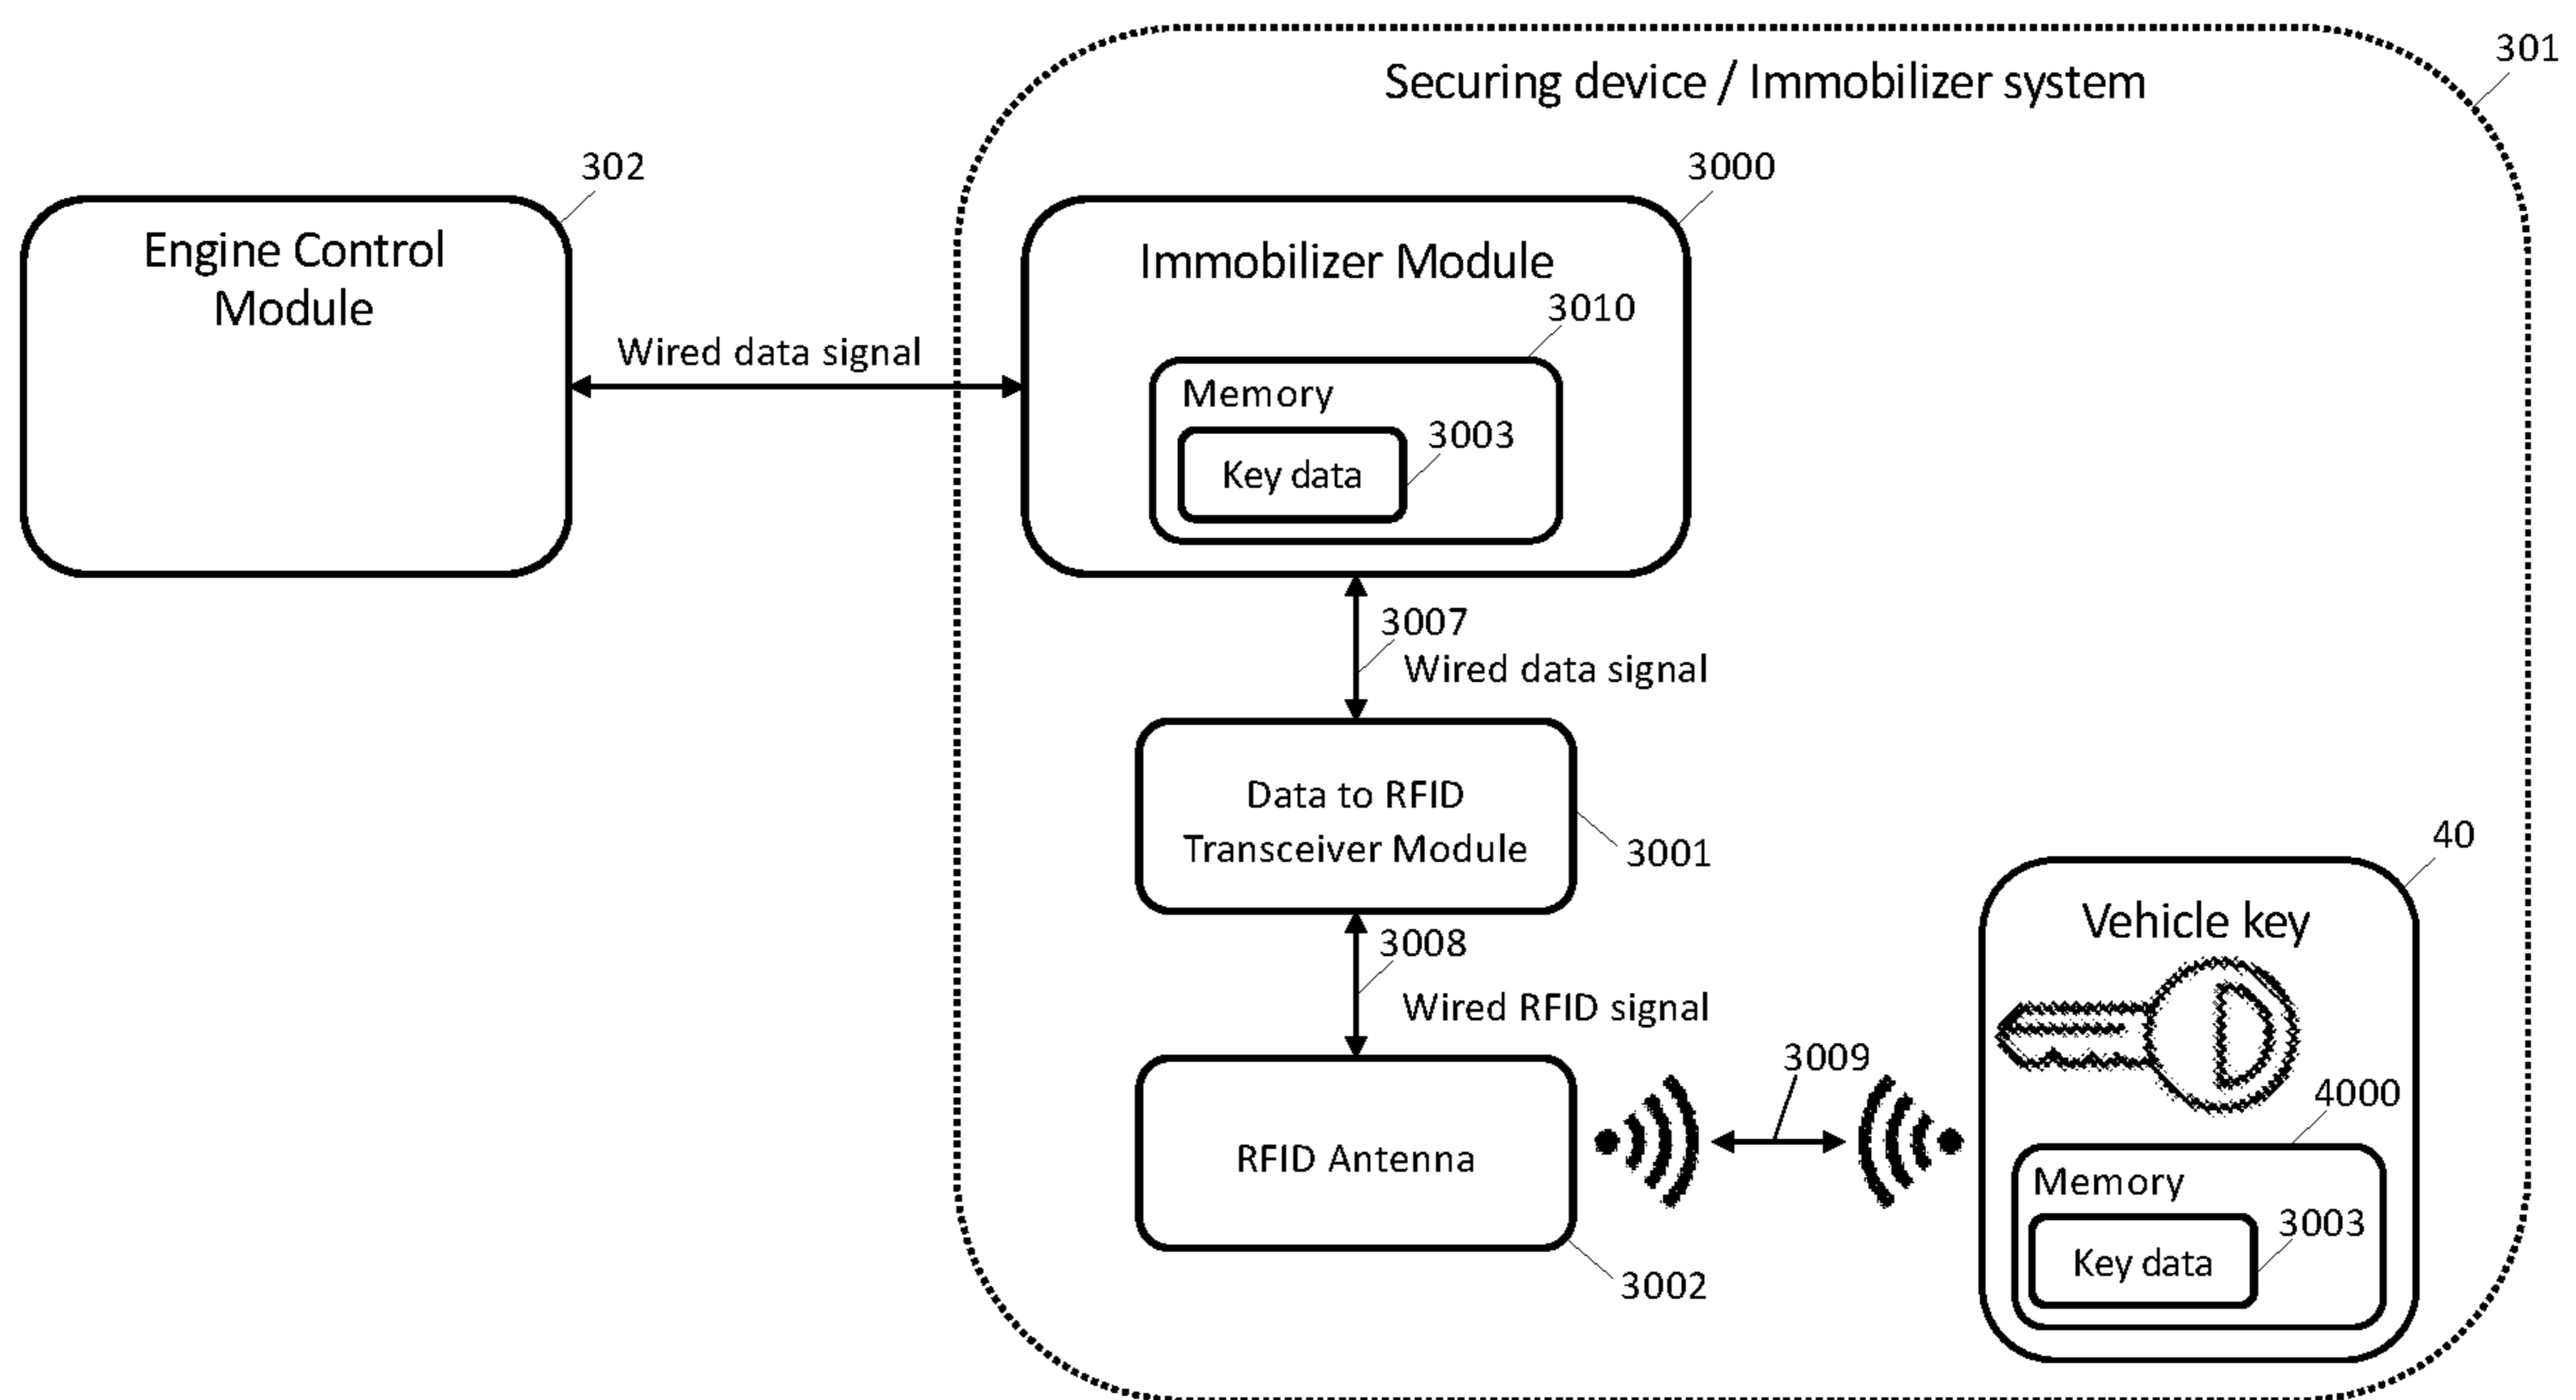 301
Securing device / Immobilizer system
302
3000
Engine Control
Module
Immobilizer Module
3010
Wired data signal
Memory
3003
Key data
3007
Wired data signal
Data to RFID
Transceiver Module
3001
40
Vehicle key
3008
Wired RFID signal
3009
4000
RFID Antenna
Memory
3003
Key data
3002